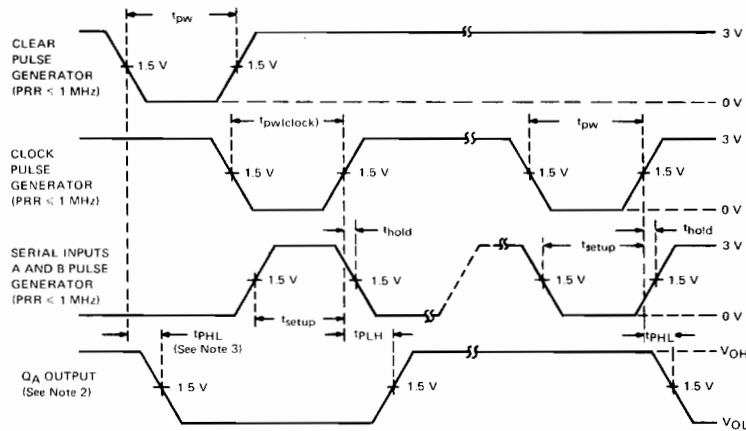 tpw
CLEAR
PULSE
GENERATOR
(PRR < 1 MHz)
1.5 V
1.5 V
3 V
0 V
tpw(clock)
tpw
CLOCK
PULSE
GENERATOR
(PRR < 1 MHz)
1.5 V
1.5 V
1.5 V
1.5 V
3 V
0 V
thold
tsetup
thold
SERIAL INPUTS
A AND B PULSE
GENERATOR
(PRR < 1 MHz)
1.5 V
1.5 V
1.5 V
1.5 V
3 V
0 V
tsetup
tPHL
(See Note 3)
tPLH
tPHL
QA OUTPUT
(See Note 2)
1 5 V
1 5 V
1 5 V
VOH
VOL